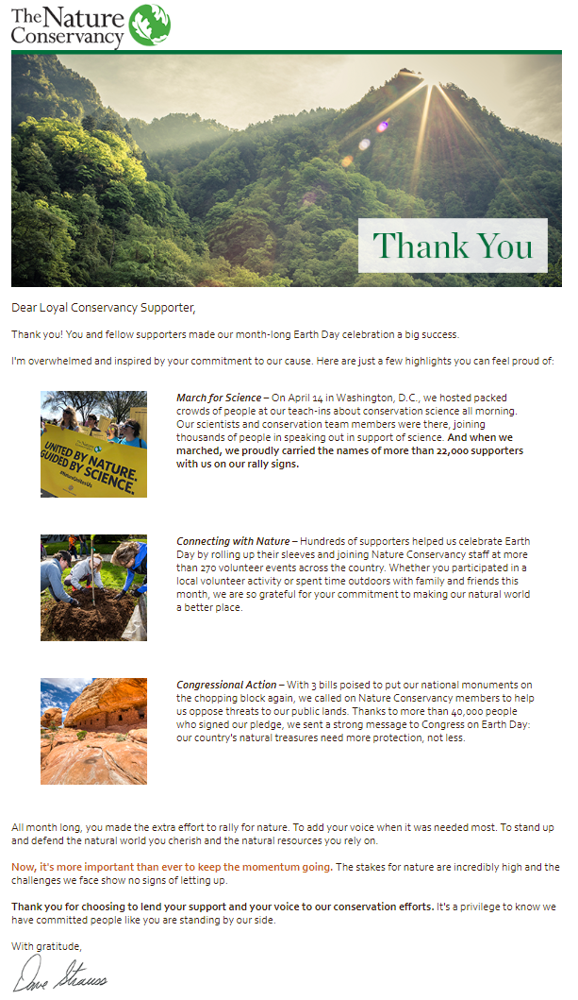 The Nature
Conservancy
Thank You
Dear Loyal Conservancy Supporter,
Thank you! You and fellow supporters made our month-long Earth Day celebration a big success.
I'm overwhelmed and inspired by your commitment to our cause. Here are just a few highlights you can feel proud of:
The Nature
Conservancy
UNITED BY NATURE.
GUIDED BY SCIENCE.
#NatureUnitesUs
March for Science – On April 14 in Washington, D.C., we hosted packed
crowds of people at our teach-ins about conservation science all morning.
Our scientists and conservation team members were there, joining
thousands of people in speaking out in support of science. And when we
marched, we proudly carried the names of more than 22,000 supporters
with us on our rally signs.
Connecting with Nature – Hundreds of supporters helped us celebrate Earth
Day by rolling up their sleeves and joining Nature Conservancy staff at more
than 270 volunteer events across the country. Whether you participated in a
local volunteer activity or spent time outdoors with family and friends this
month, we are so grateful for your commitment to making our natural world
a better place.
Congressional Action – With 3 bills poised to put our national monuments on
the chopping block again, we called on Nature Conservancy members to help
us oppose threats to our public lands. Thanks to more than 40,000 people
who signed our pledge, we sent a strong message to Congress on Earth Day:
our country's natural treasures need more protection, not less.
All month long, you made the extra effort to rally for nature. To add your voice when it was needed most. To stand up
and defend the natural world you cherish and the natural resources you rely on.
Now, it's more important than ever to keep the momentum going. The stakes for nature are incredibly high and the
challenges we face show no signs of letting up.
Thank you for choosing to lend your support and your voice to our conservation efforts. It's a privilege to know we
have committed people like you are standing by our side.
With gratitude,
Dave Strauss